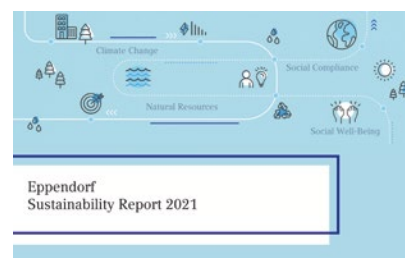 Climate Change
Social Compliance
Natural Resources
Social Well-Being
Eppendorf
Sustainability Report 2021